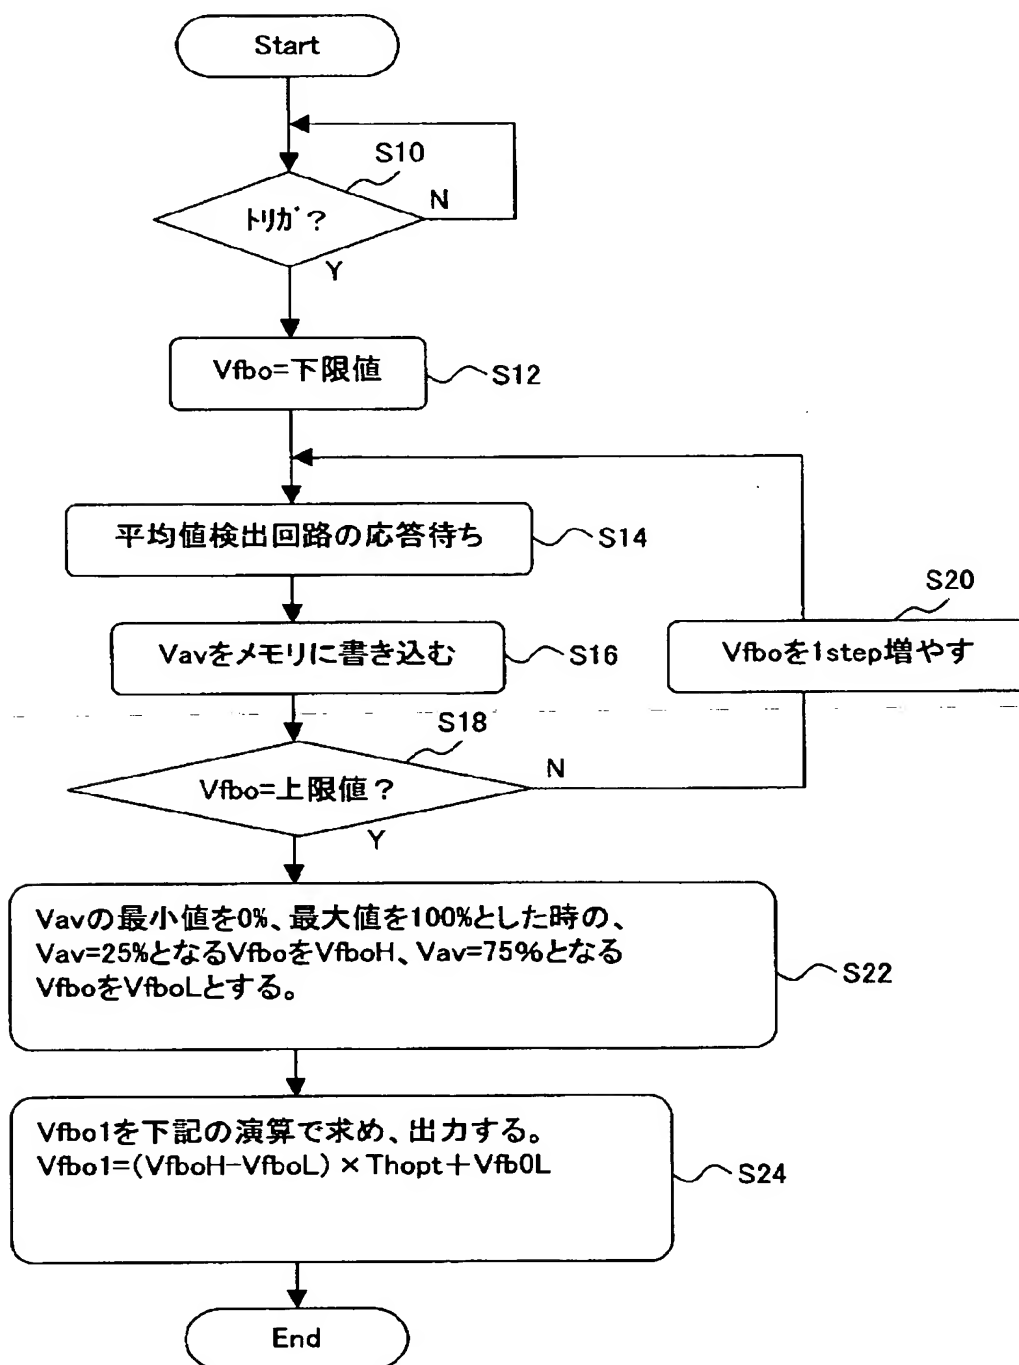 Start
S10
トリガ?
N
Y
Vfbo=下限値
S12
平均値検出回路の応答待ち
S14
S20
Vavをメモリに書き込む
S16
Vfboを1step増やす
S18
Vfbo=上限値?
N
Y
Vavの最小値を0%、最大値を100%とした時の、
Vav=25%となるVfboをVfboH、Vav=75%となる
VfboをVfboLとする。
S22
Vfbo1を下記の演算で求め、出力する。
Vfbo1=(VfboH-VfboL)×Thopt+Vfb0L
S24
End